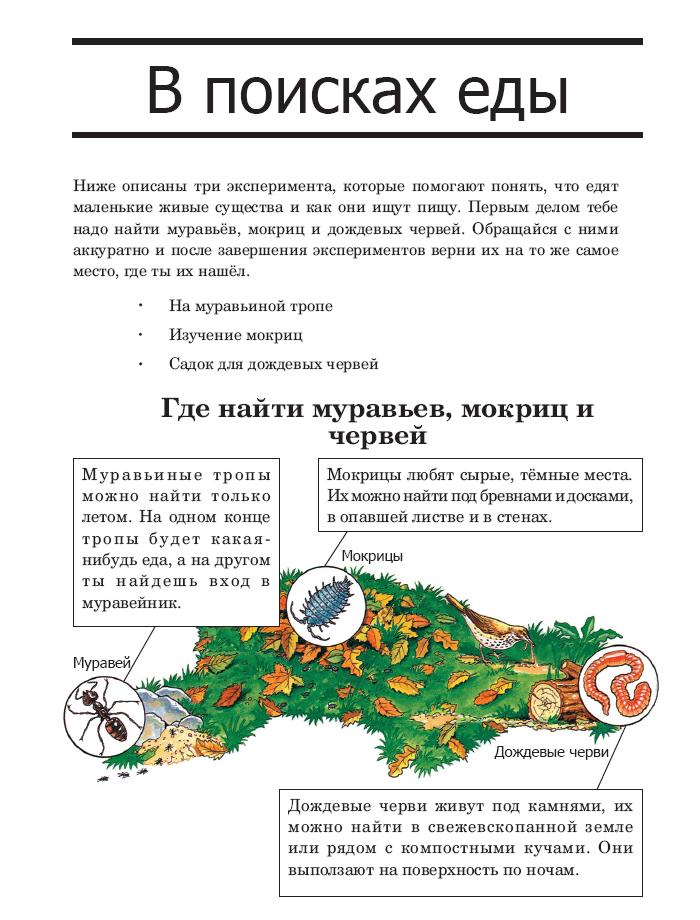 В поисках еды
Ниже описаны три эксперимента, которые помогают понять, что едят
маленькие живые существа и как они ищут пищу. Первым делом тебе
надо найти муравьёв, мокриц и дождевых червей. Обращайся с ними
аккуратно и после завершения экспериментов верни их на то же самое
место, где ты их нашёл.
• На муравьиной тропе
• Изучение мокриц
• Садок для дождевых червей
Где найти муравьев, мокриц и
червей
Муравьиные тропы
можно найти только
летом. На одном конце
тропы будет какая-
нибудь еда, а на другом
ты найдешь вход в
муравейник.
Мокрицы любят сырые, тёмные места.
Их можно найти под бревнами и досками,
в опавшей листве и в стенах.
Мокрицы
Муравей
Дождевые черви
Дождевые черви живут под камнями, их
можно найти в свежевскопанной земле
или рядом с компостными кучами. Они
выползают на поверхность по ночам.